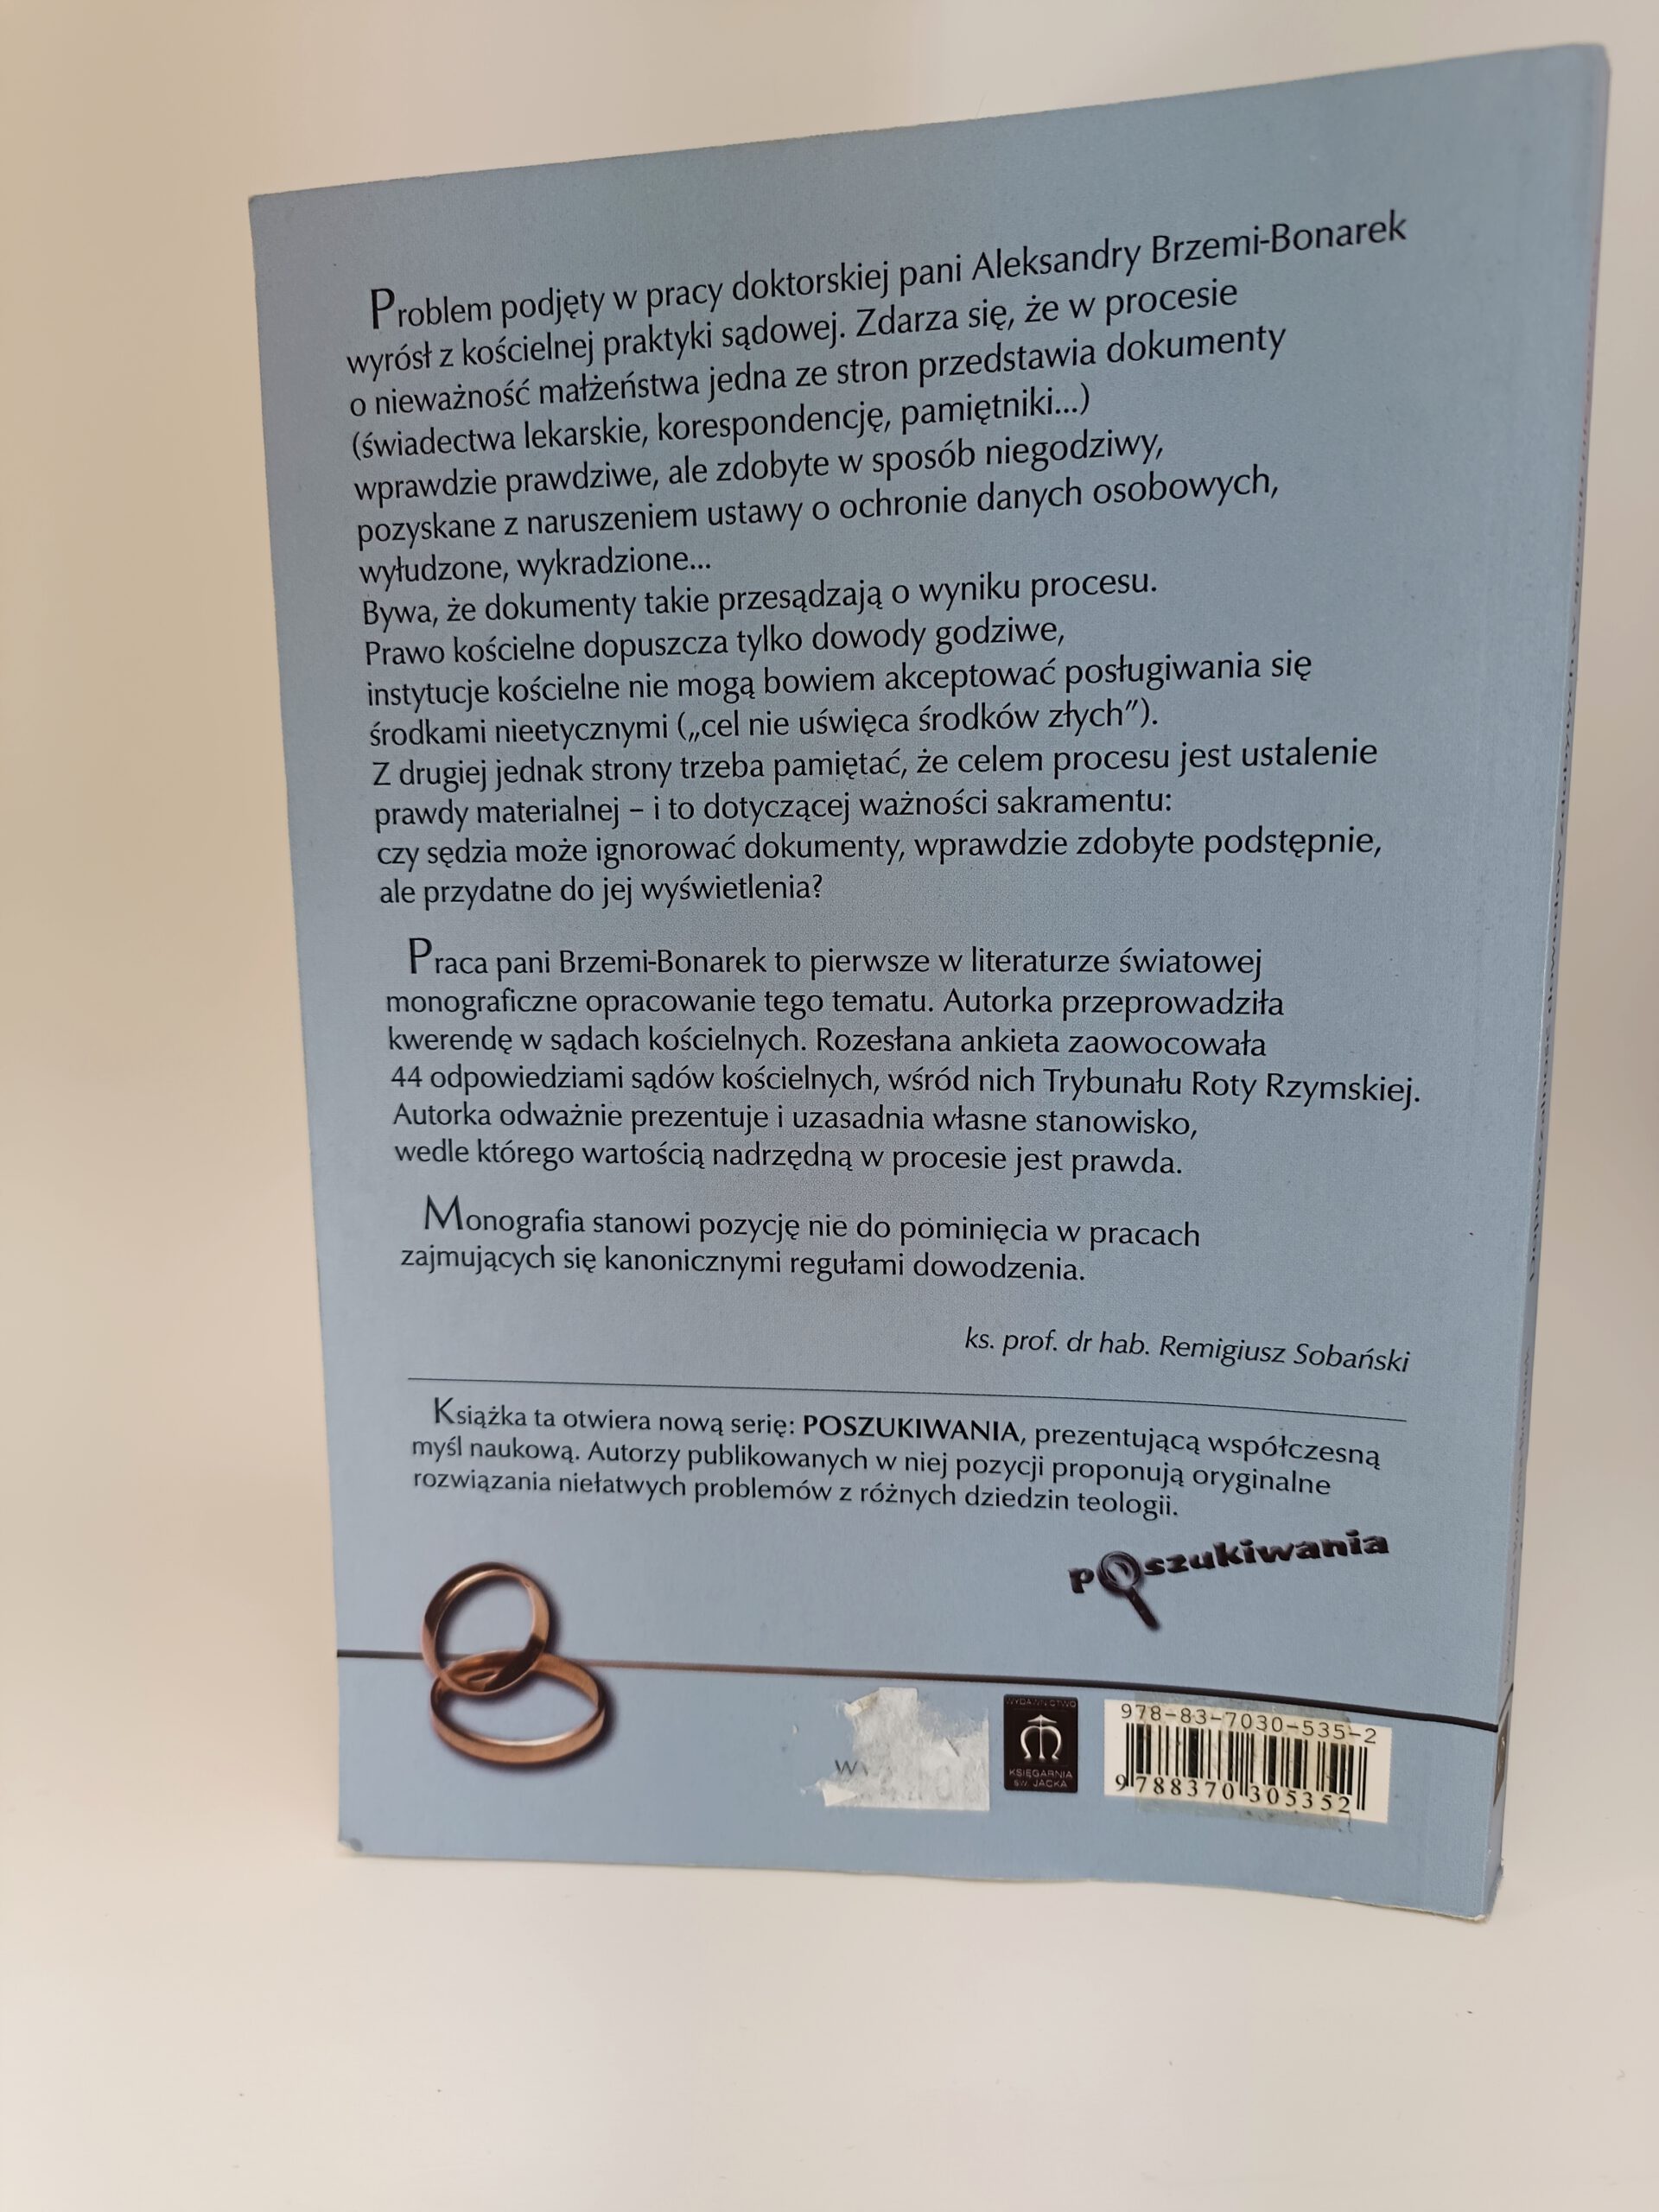 Problem podjęty w pracy doktorskiej pani Aleksandry Brzemi-Bonarek
wyrósł z kościelnej praktyki sądowej. Zdarza się, że w procesie
o nieważność małżeństwa jedna ze stron przedstawia dokumenty
(świadectwa lekarskie, korespondencję, pamiętniki...)
wprawdzie prawdziwe, ale zdobyte w sposób niegodziwy,
pozyskane z naruszeniem ustawy o ochronie danych osobowych,
wyłudzone, wykradzione...
Bywa, że dokumenty takie przesądzają o wyniku procesu.
Prawo kościelne dopuszcza tylko dowody godziwe,
instytucje kościelne nie mogą bowiem akceptować posługiwania się
środkami nieetycznymi („cel nie uświęca środków złych”).
Z drugiej jednak strony trzeba pamiętać, że celem procesu jest ustalenie
prawdy materialnej – i to dotyczącej ważności sakramentu:
czy sędzia może ignorować dokumenty, wprawdzie zdobyte podstępnie,
ale przydatne do jej wyświetlenia?
Praca pani Brzemi-Bonarek to pierwsze w literaturze światowej
monograficzne opracowanie tego tematu. Autorka przeprowadziła
kwerendę w sądach kościelnych. Rozesłana ankieta zaowocowała
44 odpowiedziami sądów kościelnych, wśród nich Trybunału Roty Rzymskiej.
Autorka odważnie prezentuje i uzasadnia własne stanowisko,
wedle którego wartością nadrzędną w procesie jest prawda.
Monografia stanowi pozycję nie do pominięcia w pracach
zajmujących się kanonicznymi regułami dowodzenia.
ks. prof. dr hab. Remigiusz Sobański
Książka ta otwiera nową serię: POSZUKIWANIA, prezentującą współczesną
myśl naukową. Autorzy publikowanych w niej pozycji proponują oryginalne
rozwiązania niełatwych problemów z różnych dziedzin teologii.
poszukiwania
WYDAWNICTWO
KSIĘGARNIA
ŚW. JACKA
978-83-7030-535-2
9788370305352